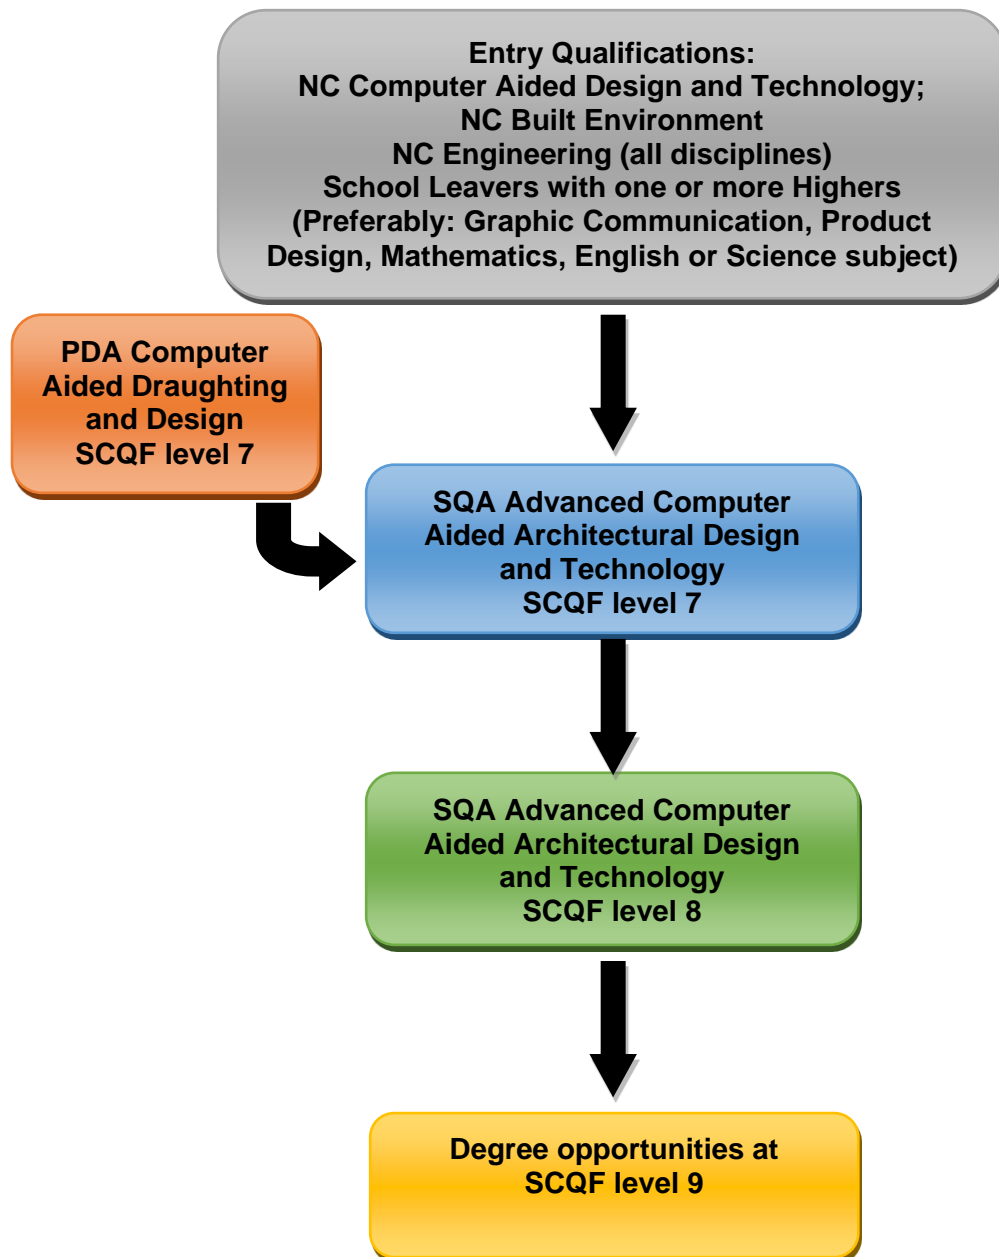 Entry Qualifications:
NC Computer Aided Design and Technology;
NC Built Environment
NC Engineering (all disciplines)
School Leavers with one or more Highers
(Preferably: Graphic Communication, Product
Design, Mathematics, English or Science subject)
PDA Computer
Aided Draughting
and Design
SCQF level 7
SQA Advanced Computer
Aided Architectural Design
and Technology
SCQF level 7
SQA Advanced Computer
Aided Architectural Design
and Technology
SCQF level 8
Degree opportunities at
SCQF level 9